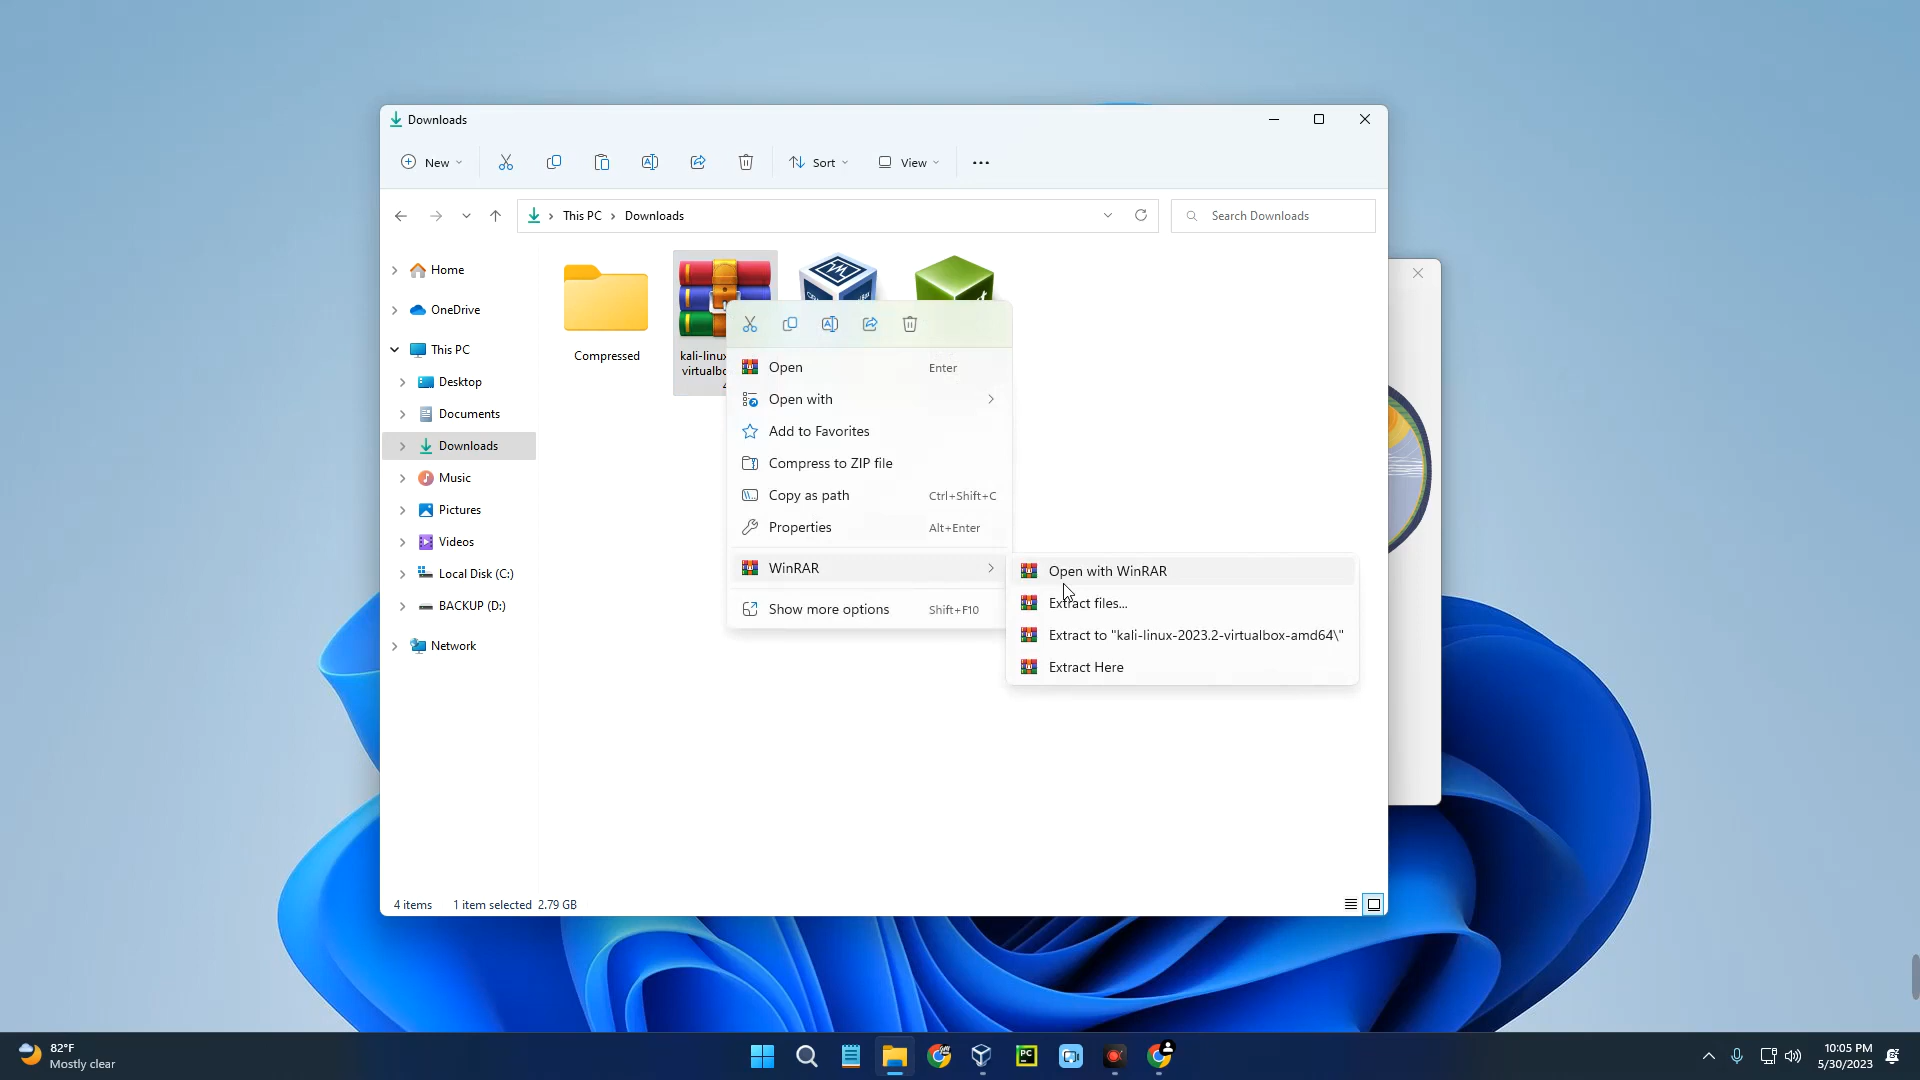 Downloads
New
Sort
View
This PC
Downloads
Search Downloads
Home
OneDrive
This PC
Desktop
Documents
Downloads
Music
Pictures
Videos
Local Disk (C:)
BACKUP (D:)
Network
Compressed
kali-linux
Open Enter
Open with
Add to Favorites
Compress to ZIP file
Copy as path Ctrl+Shift+C
Properties Alt+Enter
WinRAR
Show more options Shift+F10
Open with WinRAR
Extract files...
Extract to "kali-linux-2023.2-virtualbox-amd64\"
Extract Here
4 items 1 item selected 2.79 GB
82°F
Mostly clear
PC
10:05 PM
5/30/2023